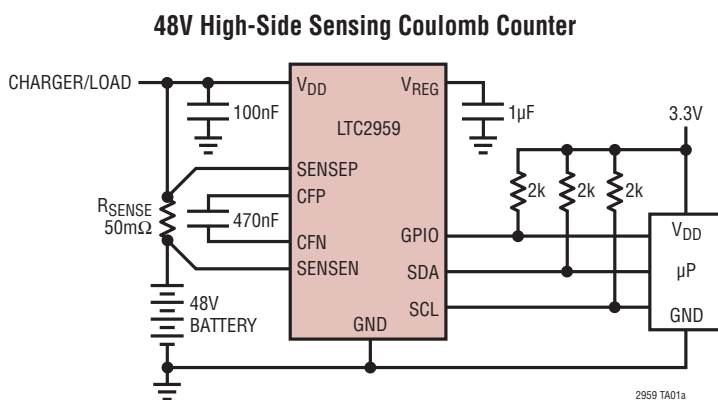 48V High-Side Sensing Coulomb Counter
CHARGER/LOAD
100nF
VDD
VREG
LTC2959
1µF
3.3V
SENSEP
CFP
RSENSE
50mΩ
470nF
CFN
SENSEN
2k
2k
2k
GPIO
SDA
SCL
VDD
µP
GND
48V
BATTERY
GND
2959 TA01a